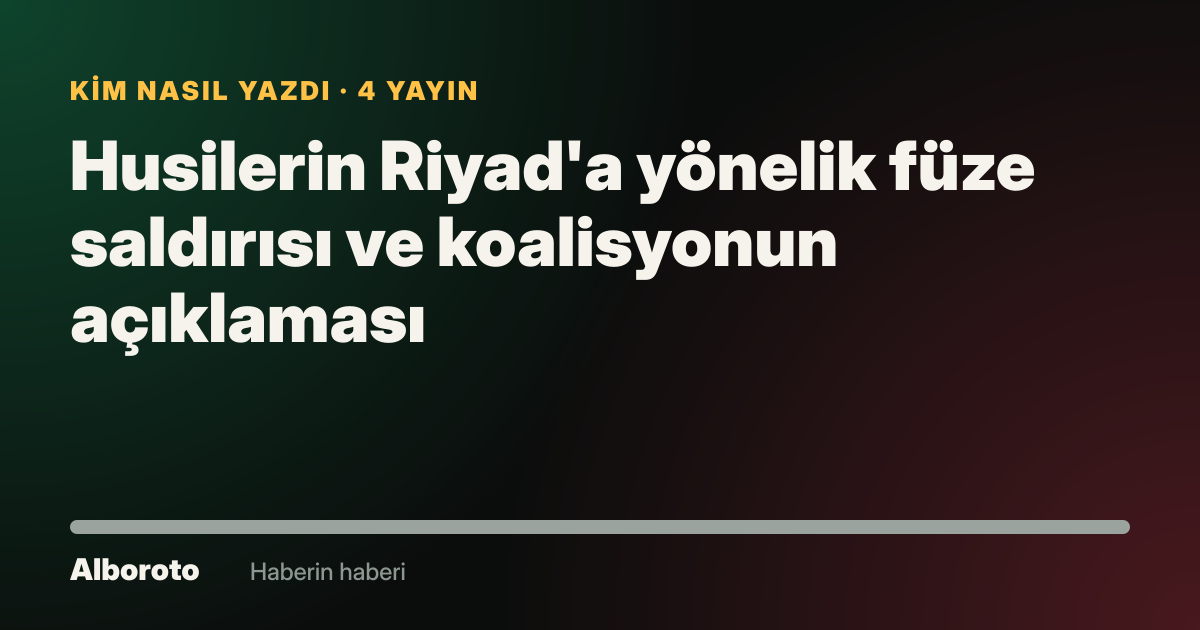 KİM NASIL YAZDI · 4 YAYIN
Husilerin Riyad'a yönelik füze
saldırısı ve koalisyonun
açıklaması
Alboroto
Haberin haberi